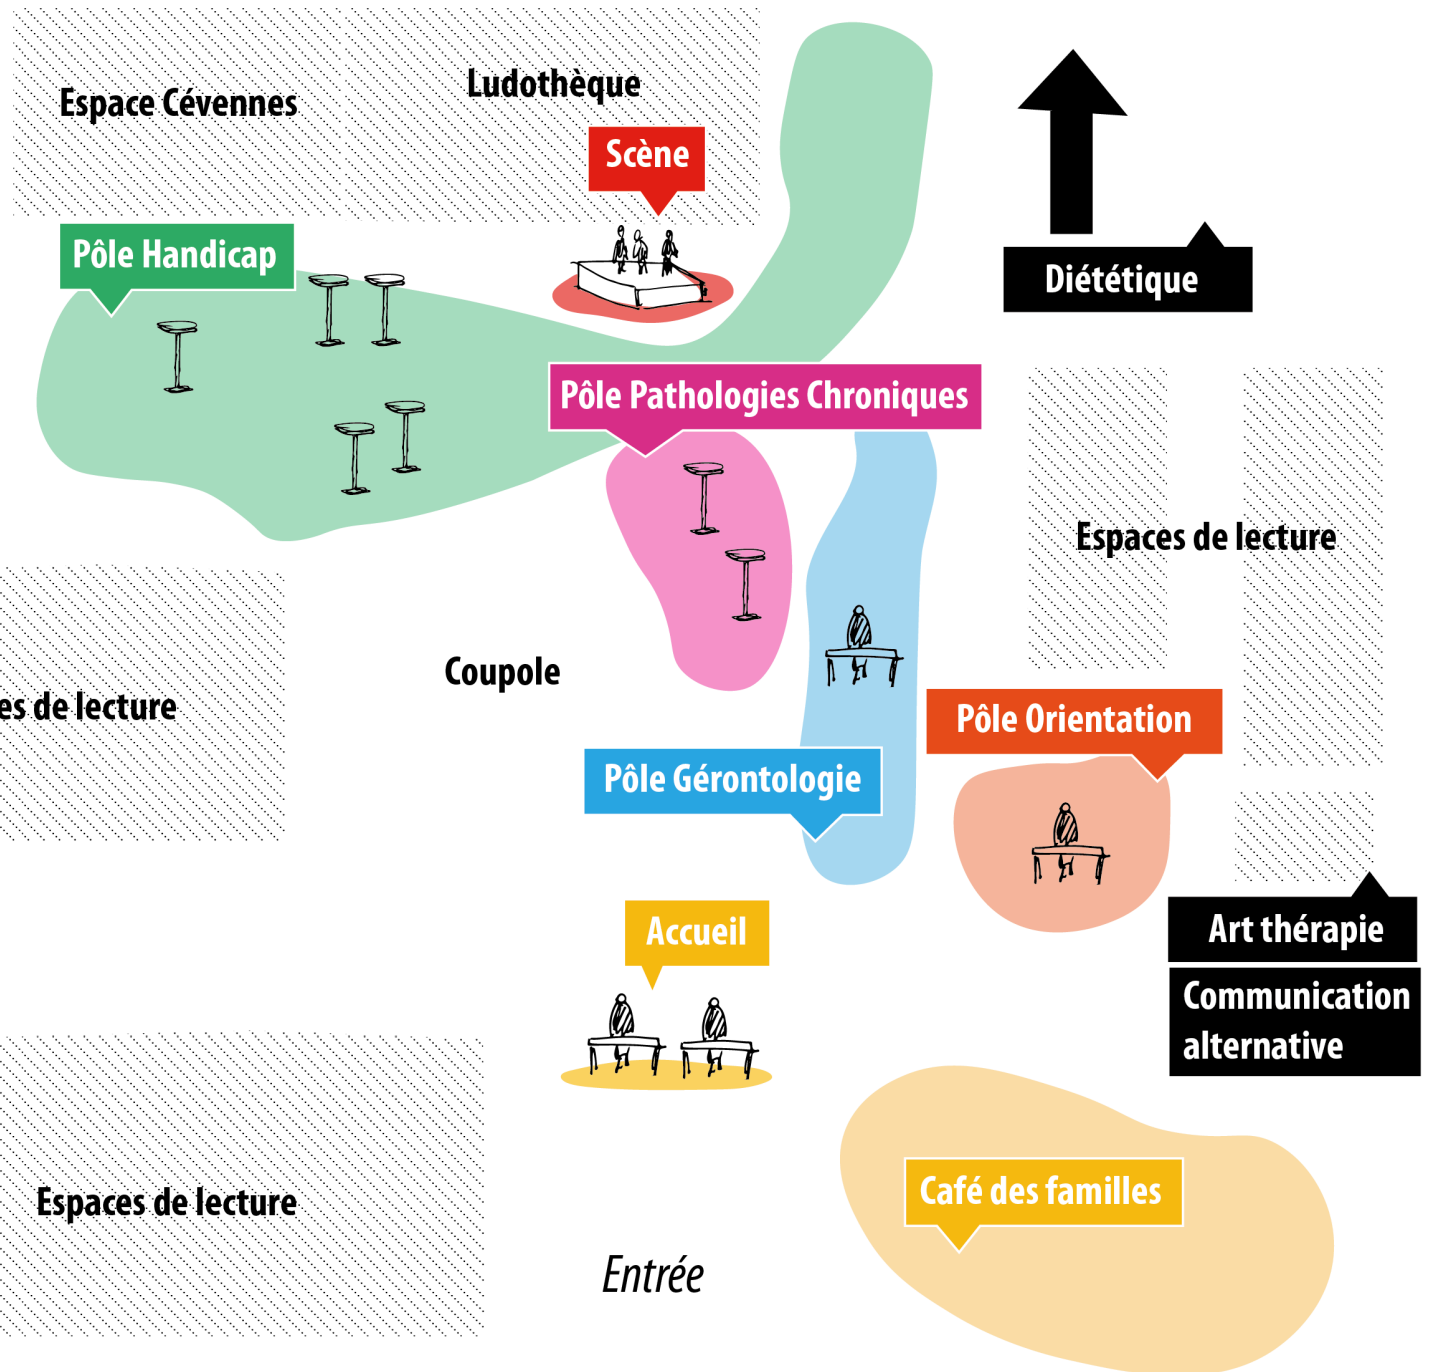 Espace Cévennes
Ludothèque
Scène
Pôle Handicap
Diététique
Pôle Pathologies Chroniques
Espaces de lecture
Coupole
es de lecture
Pôle Orientation
Pôle Gérontologie
Accueil
Art thérapie
Communication
alternative
Café des familles
Espaces de lecture
Entrée